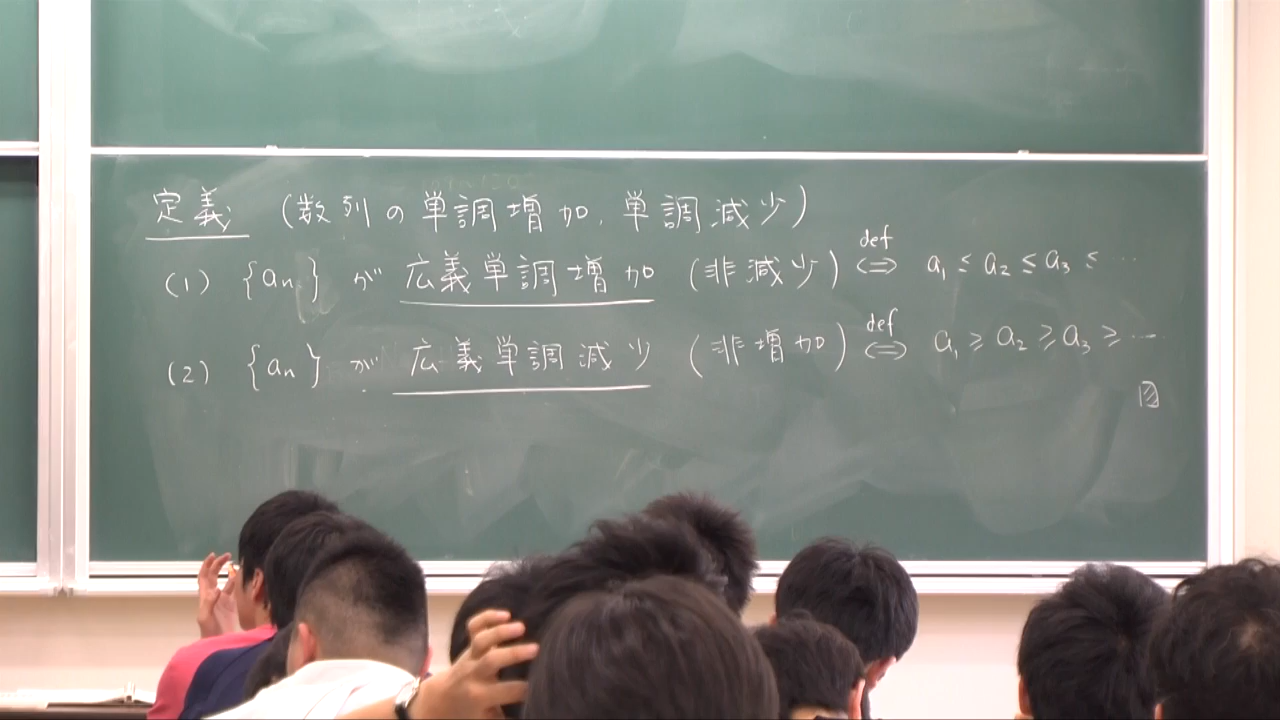 定義 (数列の単調増加, 単調減少)
(1) {aₙ} が 広義単調増加 (非減少) def ⇔ a₁ ≤ a₂ ≤ a₃ ≤ …
(2) {aₙ} が 広義単調減少 (非増加) def ⇔ a₁ ≥ a₂ ≥ a₃ ≥ …